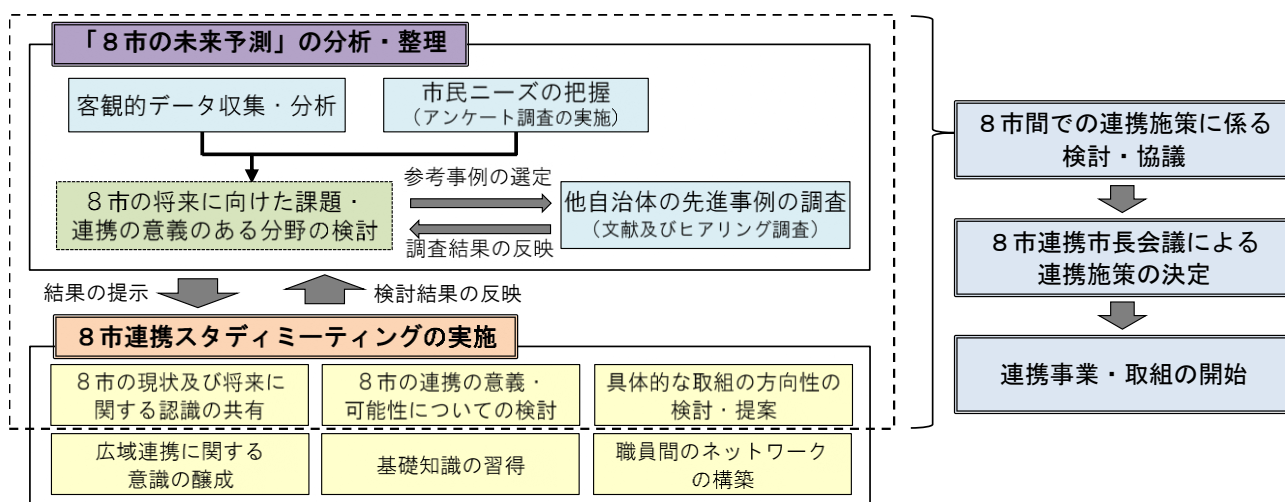 「８市の未来予測」の分析・整理
客観的データ収集・分析
市民ニーズの把握
（アンケート調査の実施）
８市の将来に向けた課題・
連携の意義のある分野の検討
参考事例の選定
調査結果の反映
他自治体の先進事例の調査
（文献及びヒアリング調査）
結果の提示
検討結果の反映
８市連携スタディミーティングの実施
８市の現状及び将来に
関する認識の共有
８市の連携の意義・
可能性についての検討
具体的な取組の方向性の
検討・提案
広域連携に関する
意識の醸成
基礎知識の習得
職員間のネットワーク
の構築
８市間での連携施策に係る
検討・協議
８市連携市長会議による
連携施策の決定
連携事業・取組の開始